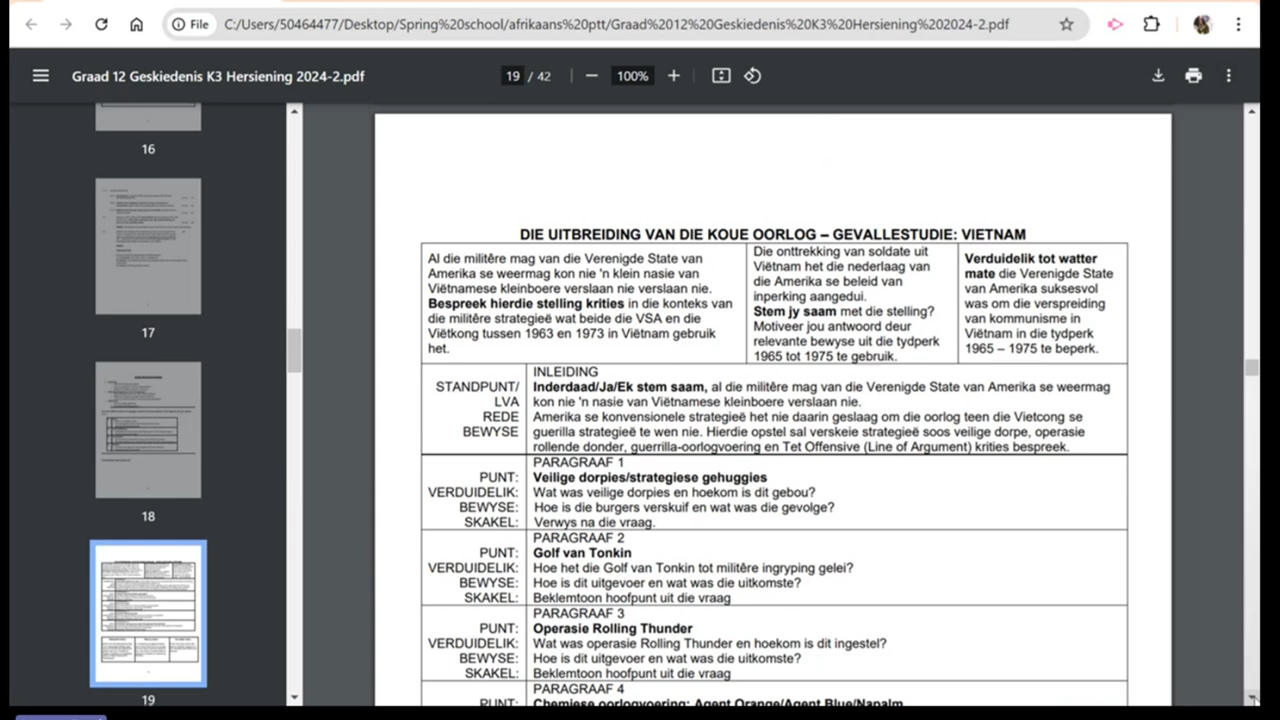 File
C:/Users/50464477/Desktop/Spring%20school/afrikaans%20ptt/Graad%2012%20Geskiedenis%20K3%20Hersiening%202024-2.pdf
Graad 12 Geskiedenis K3 Hersiening 2024-2.pdf
19 / 42
100%
16
17
18
19
DIE UITBREIDING VAN DIE KOUE OORLOG – GEVALLESTUDIE: VIETNAM
Al die militêre mag van die Verenigde State van
Amerika se weermag kon nie 'n klein nasie van
Viëtnamese kleinboere verslaan nie verslaan nie.
Bespreek hierdie stelling krities in die konteks van
die militêre strategieë wat beide die VSA en die
Viëtkong tussen 1963 en 1973 in Viëtnam gebruik
het.
Die onttrekking van soldate uit
Viëtnam het die nederlaag van
die Amerika se beleid van
inperking aangedui.
Stem jy saam met die stelling?
Motiveer jou antwoord deur
relevante bewyse uit die tydperk
1965 tot 1975 te gebruik.
Verduidelik tot watter
mate die Verenigde State
van Amerika suksesvol
was om die verspreiding
van kommunisme in
Viëtnam in die tydperk
1965 – 1975 te beperk.
INLEIDING
STANDPUNT/ Inderdaad/Ja/Ek stem saam, al die militêre mag van die Verenigde State van Amerika se weermag
LVA kon nie 'n nasie van Viëtnamese kleinboere verslaan nie.
REDE Amerika se konvensionele strategieë het nie daarin geslaag om die oorlog teen die Vietcong se
BEWYSE guerilla strategieë te wen nie. Hierdie opstel sal verskeie strategieë soos veilige dorpe, operasie
rollende donder, guerrilla-oorlogvoering en Tet Offensive (Line of Argument) krities bespreek.
PARAGRAAF 1
PUNT: Veilige dorpies/strategiese gehuggies
VERDUIDELIK: Wat was veilige dorpies en hoekom is dit gebou?
BEWYSE: Hoe is die burgers verskuif en wat was die gevolge?
SKAKEL: Verwys na die vraag.
PARAGRAAF 2
PUNT: Golf van Tonkin
VERDUIDELIK: Hoe het die Golf van Tonkin tot militêre ingryping gelei?
BEWYSE: Hoe is dit uitgevoer en wat was die uitkomste?
SKAKEL: Beklemtoon hoofpunt uit die vraag
PARAGRAAF 3
PUNT: Operasie Rolling Thunder
VERDUIDELIK: Wat was operasie Rolling Thunder en hoekom is dit ingestel?
BEWYSE: Hoe is dit uitgevoer en wat was die uitkomste?
SKAKEL: Beklemtoon hoofpunt uit die vraag
PARAGRAAF 4
PUNT: Chemiese oorlogvoering: Agent Orange/Agent Blue/Napalm